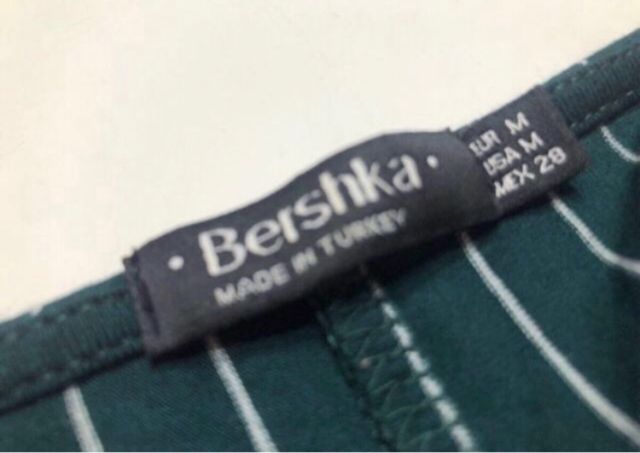 • Bershka •
MADE IN TURKEY
EUR M
USA M
MEX 28